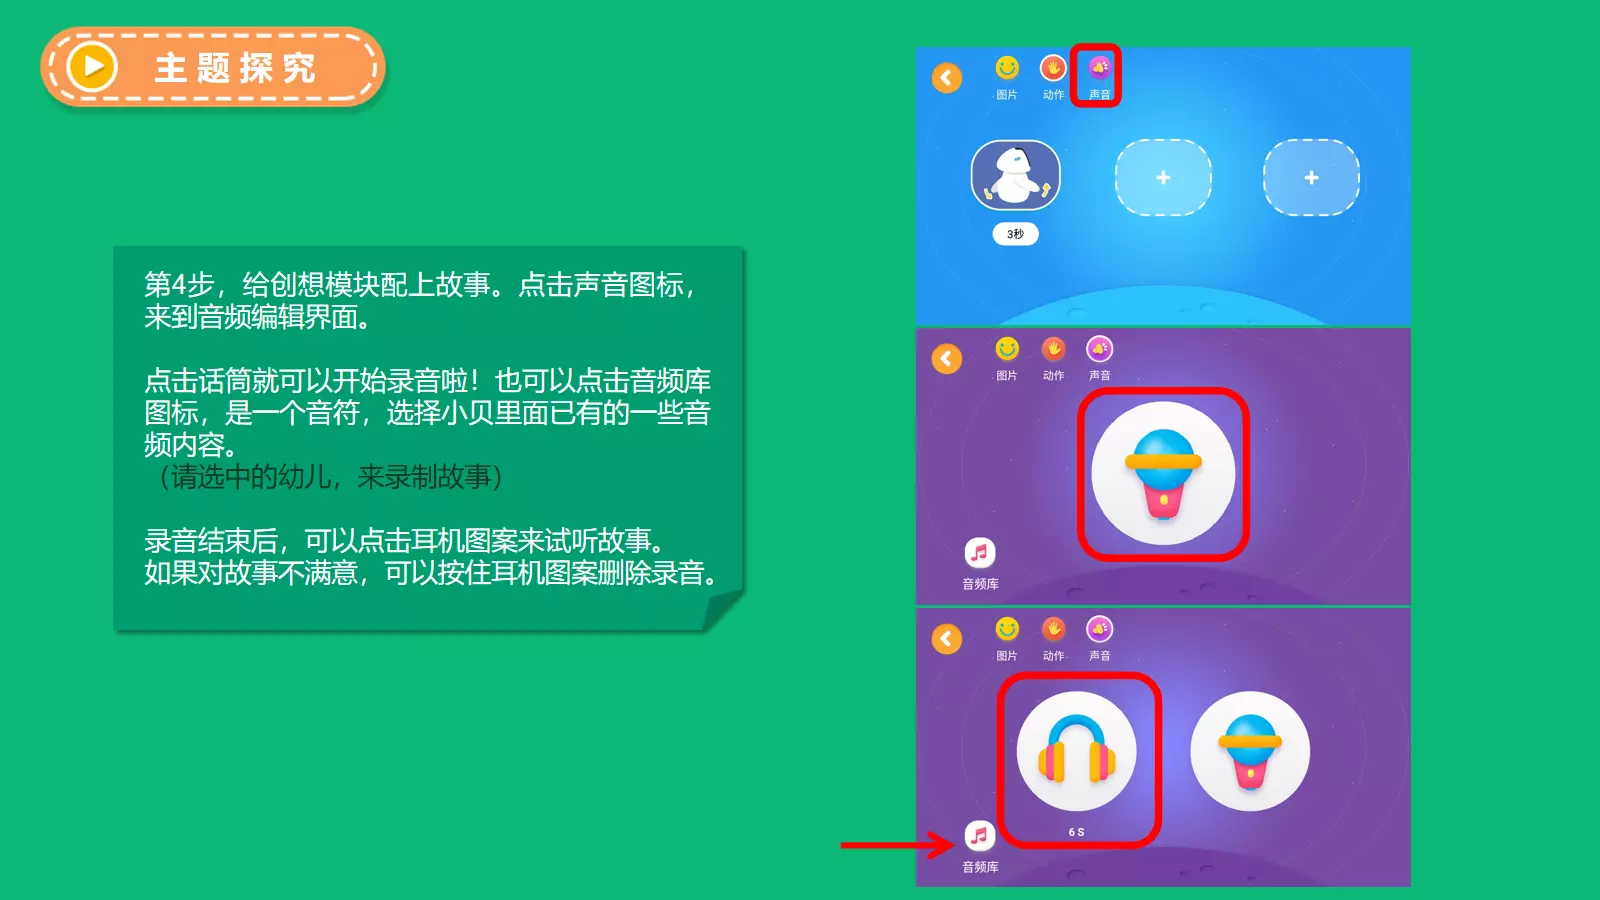 主题探究
第4步，给创想模块配上故事。点击声音图标，
来到音频编辑界面。
点击话筒就可以开始录音啦！也可以点击音频库
图标，是一个音符，选择小贝里面已有的一些音
频内容。
（请选中的幼儿，来录制故事）
录音结束后，可以点击耳机图案来试听故事。
如果对故事不满意，可以按住耳机图案删除录音。
图片 动作 声音
3秒
图片 动作 声音
音频库
图片 动作 声音
6 S
音频库